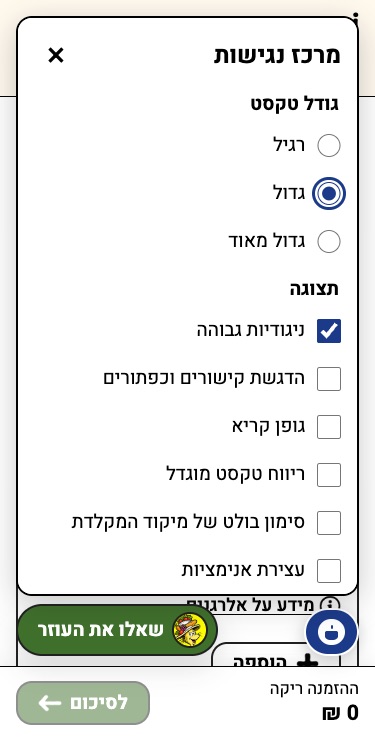 מרכז נגישות
×
גודל טקסט
רגיל
גדול
גדול מאוד
תצוגה
ניגודיות גבוהה
הדגשת קישורים וכפתורים
גופן קריא
ריווח טקסט מוגדל
סימון בולט של מיקוד המקלדת
עצירת אנימציות
מידע על אלרגנים
שאלו את העוזר
הוספה
ההזמנה ריקה
0 ₪
לסיכום